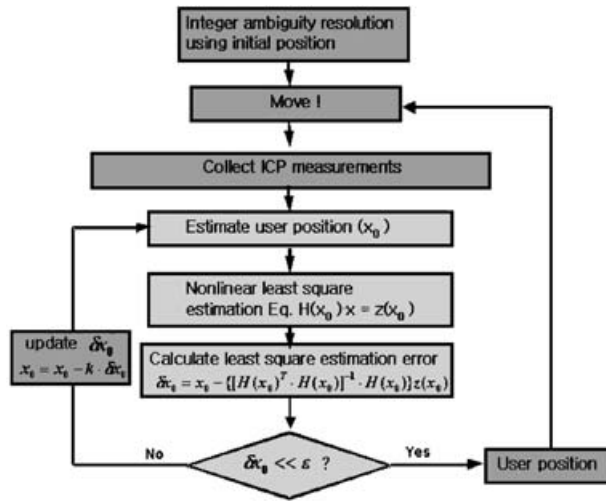 Integer ambiguity resolution
using initial position
Move !
Collect ICP measurements
Estimate user position (x₀)
Nonlinear least square
estimation Eq. H(x₀)·x = z(x₀)
update δx₀
x₀ = x₀ − k · δx₀
Calculate least square estimation error
δx₀ = x₀ − {[H(x₀)ᵀ · H(x₀)]⁻¹ · H(x₀)}z(x₀)
No
δx₀ << ε ?
Yes
User position